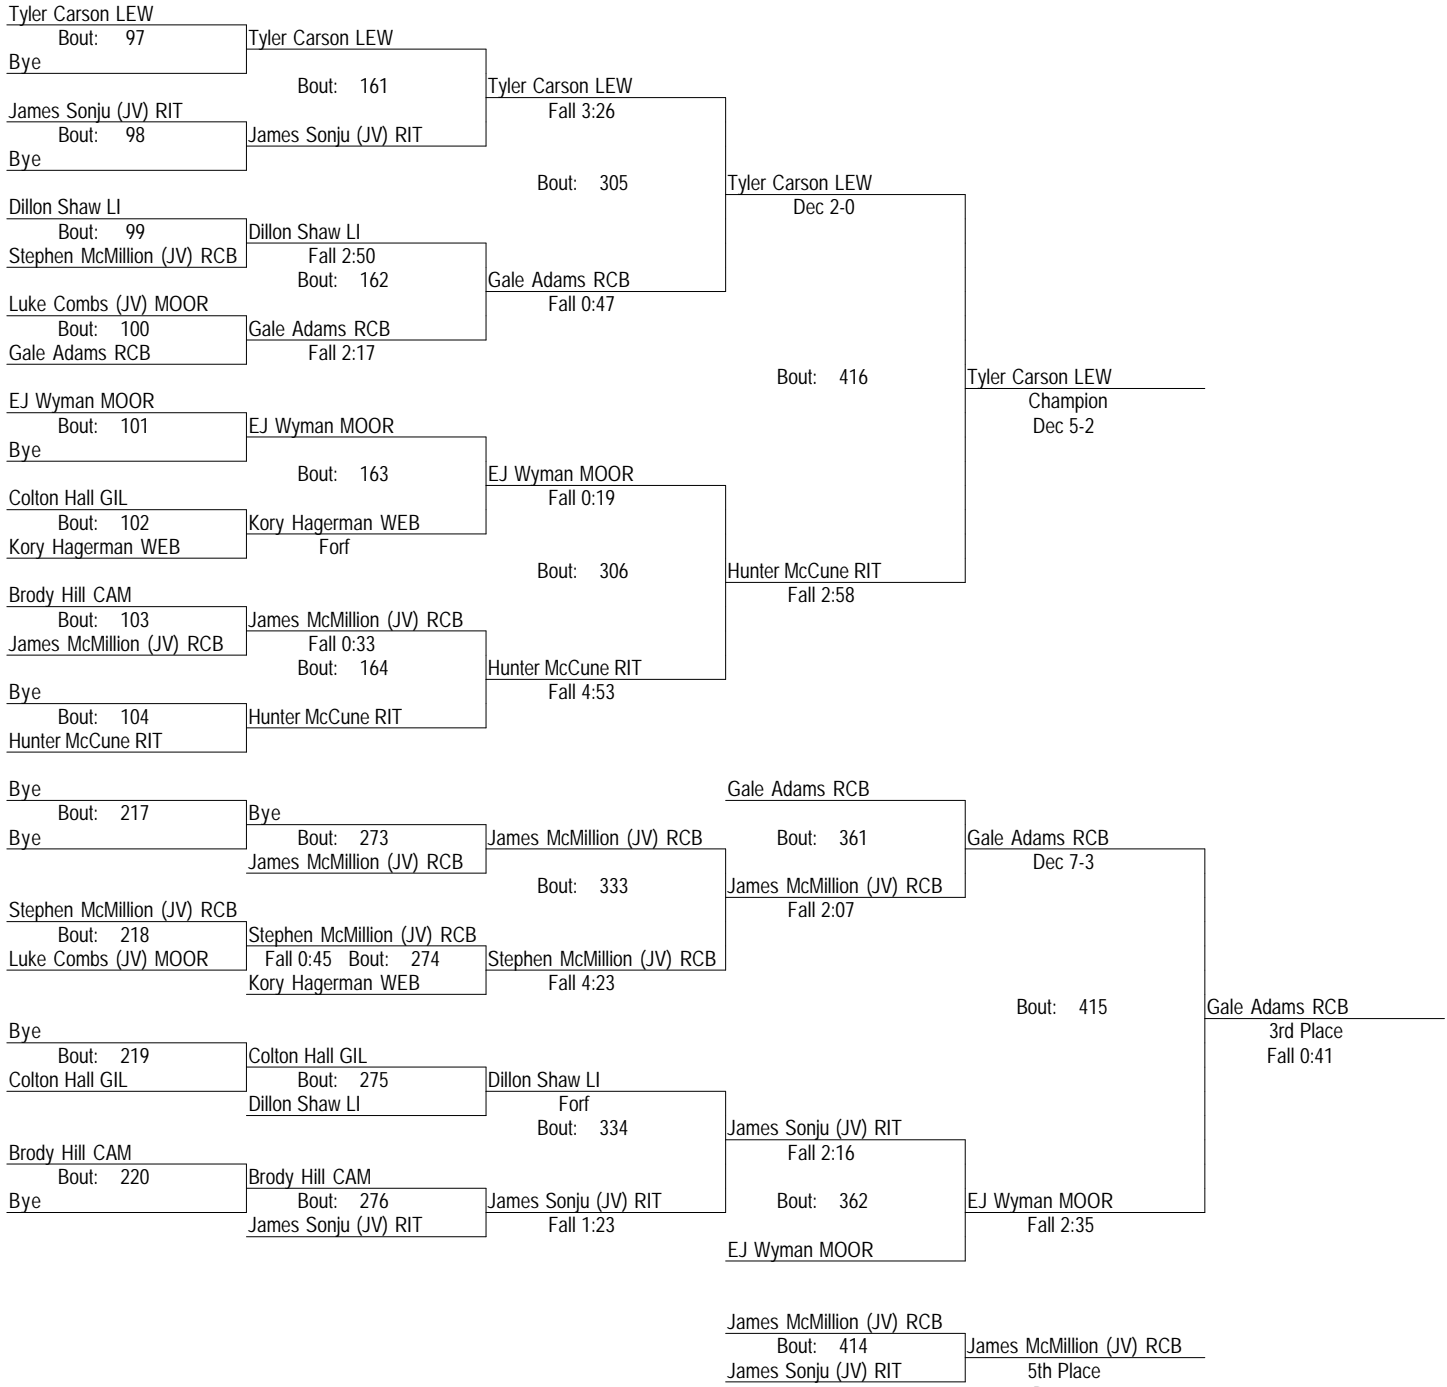 Tyler Carson LEW
Bout: 97
Tyler Carson LEW
Bye
Bout: 161
Tyler Carson LEW
James Sonju (JV) RIT
Fall 3:26
Bout: 98
James Sonju (JV) RIT
Bye
Bout: 305
Tyler Carson LEW
Dillon Shaw LI
Dec 2-0
Bout: 99
Dillon Shaw LI
Stephen McMillion (JV) RCB
Fall 2:50
Bout: 162
Gale Adams RCB
Luke Combs (JV) MOOR
Fall 0:47
Bout: 100
Gale Adams RCB
Gale Adams RCB
Fall 2:17
Bout: 416
Tyler Carson LEW
EJ Wyman MOOR
Champion
Bout: 101
EJ Wyman MOOR
Dec 5-2
Bye
Bout: 163
EJ Wyman MOOR
Colton Hall GIL
Fall 0:19
Bout: 102
Kory Hagerman WEB
Kory Hagerman WEB
Forf
Bout: 306
Hunter McCune RIT
Brody Hill CAM
Fall 2:58
Bout: 103
James McMillion (JV) RCB
James McMillion (JV) RCB
Fall 0:33
Bout: 164
Hunter McCune RIT
Bye
Fall 4:53
Bout: 104
Hunter McCune RIT
Hunter McCune RIT
Bye
Gale Adams RCB
Bout: 217
Bye
Bye
Bout: 273
James McMillion (JV) RCB
Bout: 361
Gale Adams RCB
James McMillion (JV) RCB
Dec 7-3
Bout: 333
James McMillion (JV) RCB
Stephen McMillion (JV) RCB
Fall 2:07
Bout: 218
Stephen McMillion (JV) RCB
Luke Combs (JV) MOOR
Fall 0:45 Bout: 274
Stephen McMillion (JV) RCB
Kory Hagerman WEB
Fall 4:23
Bout: 415
Gale Adams RCB
Bye
3rd Place
Bout: 219
Colton Hall GIL
Fall 0:41
Colton Hall GIL
Bout: 275
Dillon Shaw LI
Dillon Shaw LI
Forf
Bout: 334
James Sonju (JV) RIT
Brody Hill CAM
Fall 2:16
Bout: 220
Brody Hill CAM
Bye
Bout: 276
James Sonju (JV) RIT
Bout: 362
EJ Wyman MOOR
James Sonju (JV) RIT
Fall 1:23
Fall 2:35
EJ Wyman MOOR
James McMillion (JV) RCB
Bout: 414
James McMillion (JV) RCB
James Sonju (JV) RIT
5th Place